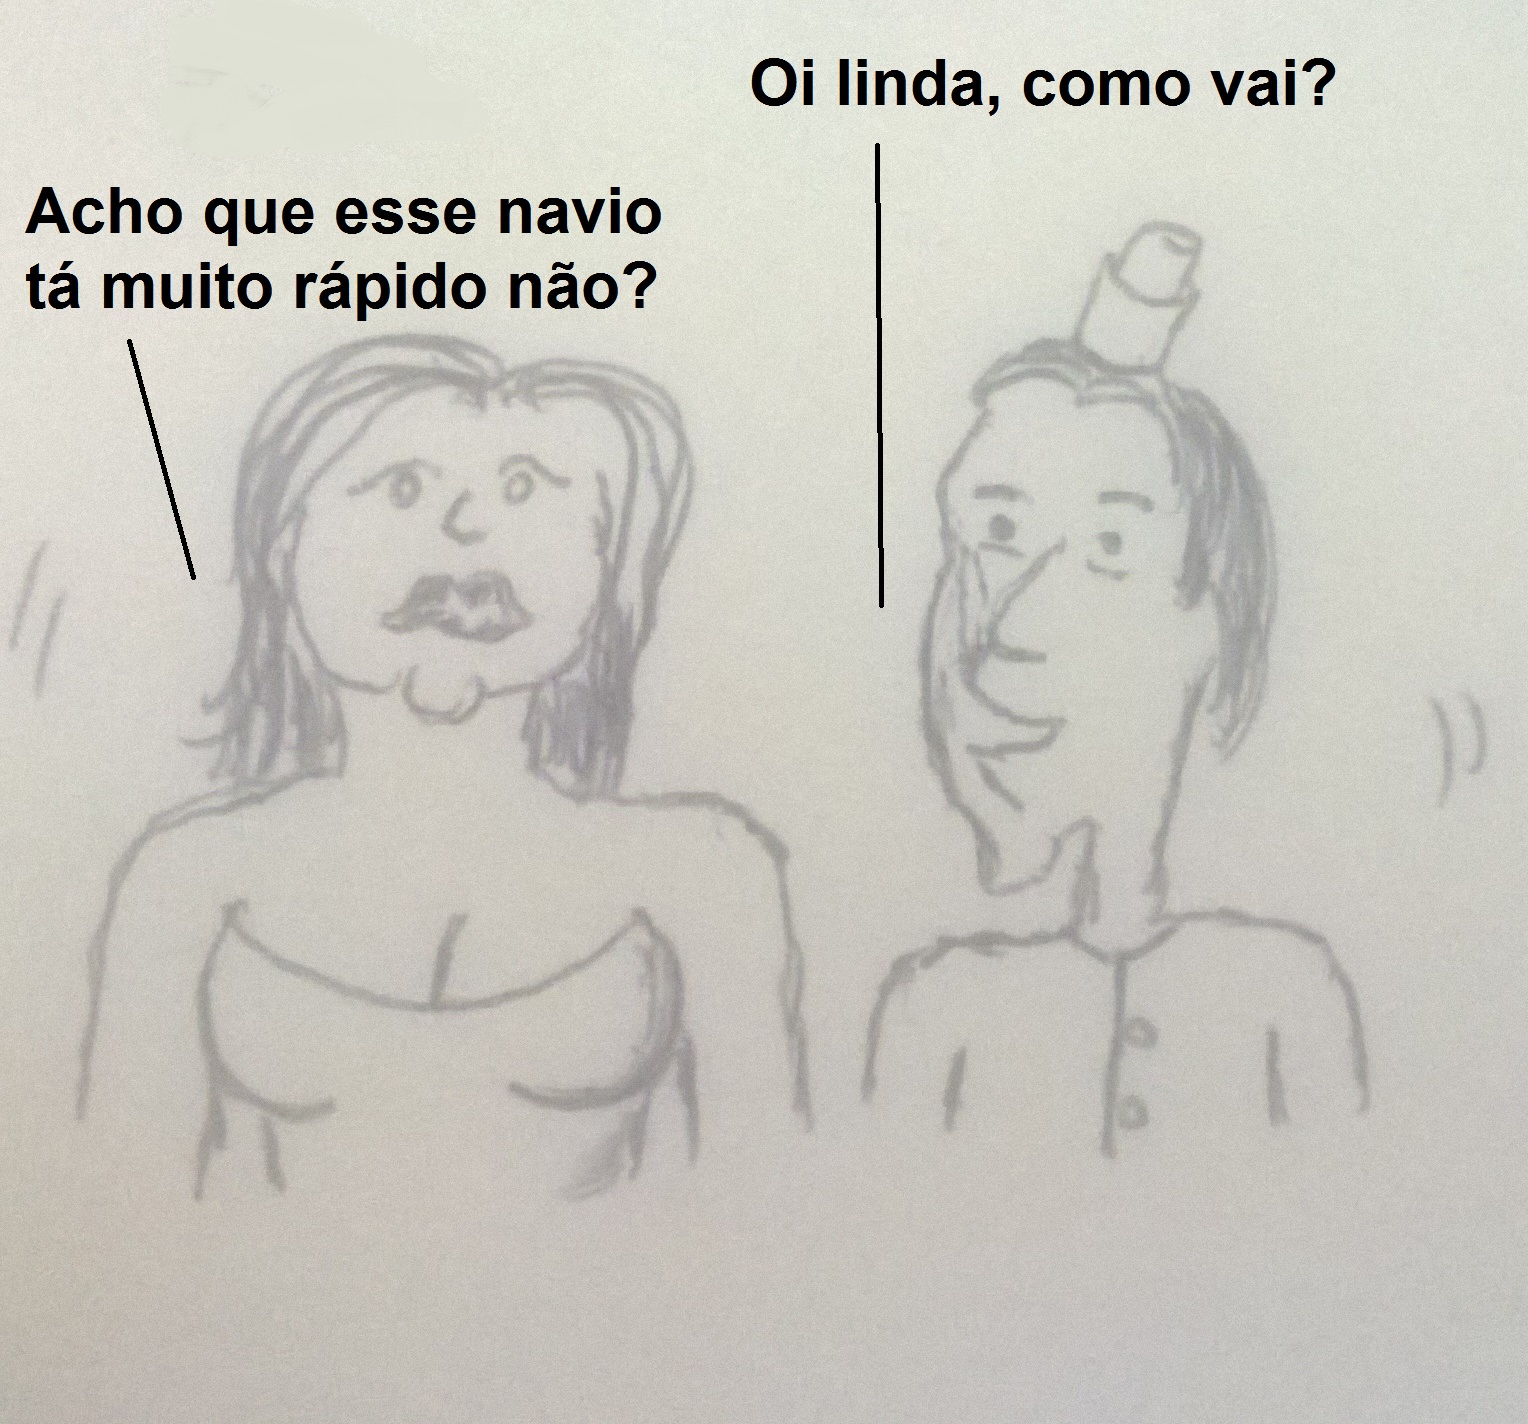 Oi linda, como vai?
Acho que esse navio
tá muito rápido não?